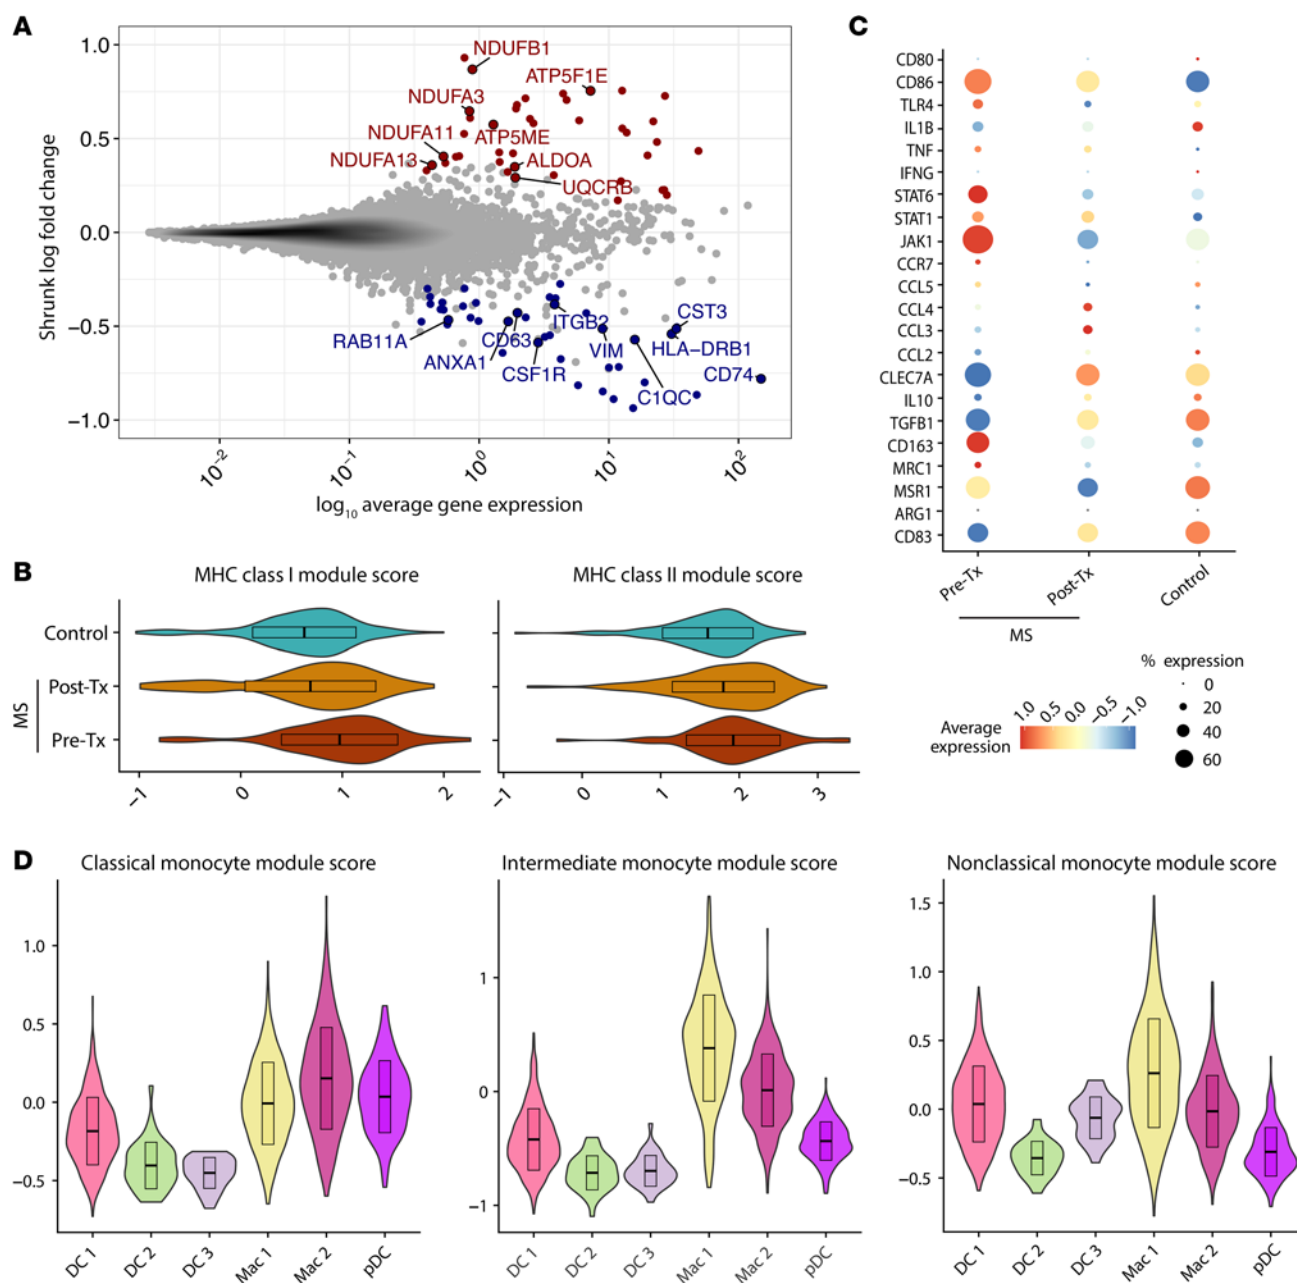 A
Shrunk log fold change
1.0
0.5
0.0
−0.5
−1.0
NDUFB1
ATP5F1E
NDUFA3
NDUFA11
ATP5ME
NDUFA13
ALDOA
UQCRB
RAB11A
ANXA1
CD63
ITGB2
CSF1R
VIM
CST3
HLA−DRB1
C1QC
CD74
10⁻²
10⁻¹
10⁰
10¹
10²
log₁₀ average gene expression
C
CD80
CD86
TLR4
IL1B
TNF
IFNG
STAT6
STAT1
JAK1
CCR7
CCL5
CCL4
CCL3
CCL2
CLEC7A
IL10
TGFB1
CD163
MRC1
MSR1
ARG1
CD83
Pre-Tx
Post-Tx
Control
MS
% expression
0
20
40
60
Average
expression
1.0
0.5
0.0
−0.5
−1.0
B
MHC class I module score
MHC class II module score
Control
Post-Tx
Pre-Tx
MS
−1
0
1
2
−1
0
1
2
3
D
Classical monocyte module score
1.0
0.5
0.0
−0.5
DC 1
DC 2
DC 3
Mac 1
Mac 2
pDC
Intermediate monocyte module score
1
0
−1
DC 1
DC 2
DC 3
Mac 1
Mac 2
pDC
Nonclassical monocyte module score
1.5
1.0
0.5
0.0
−0.5
DC 1
DC 2
DC 3
Mac 1
Mac 2
pDC